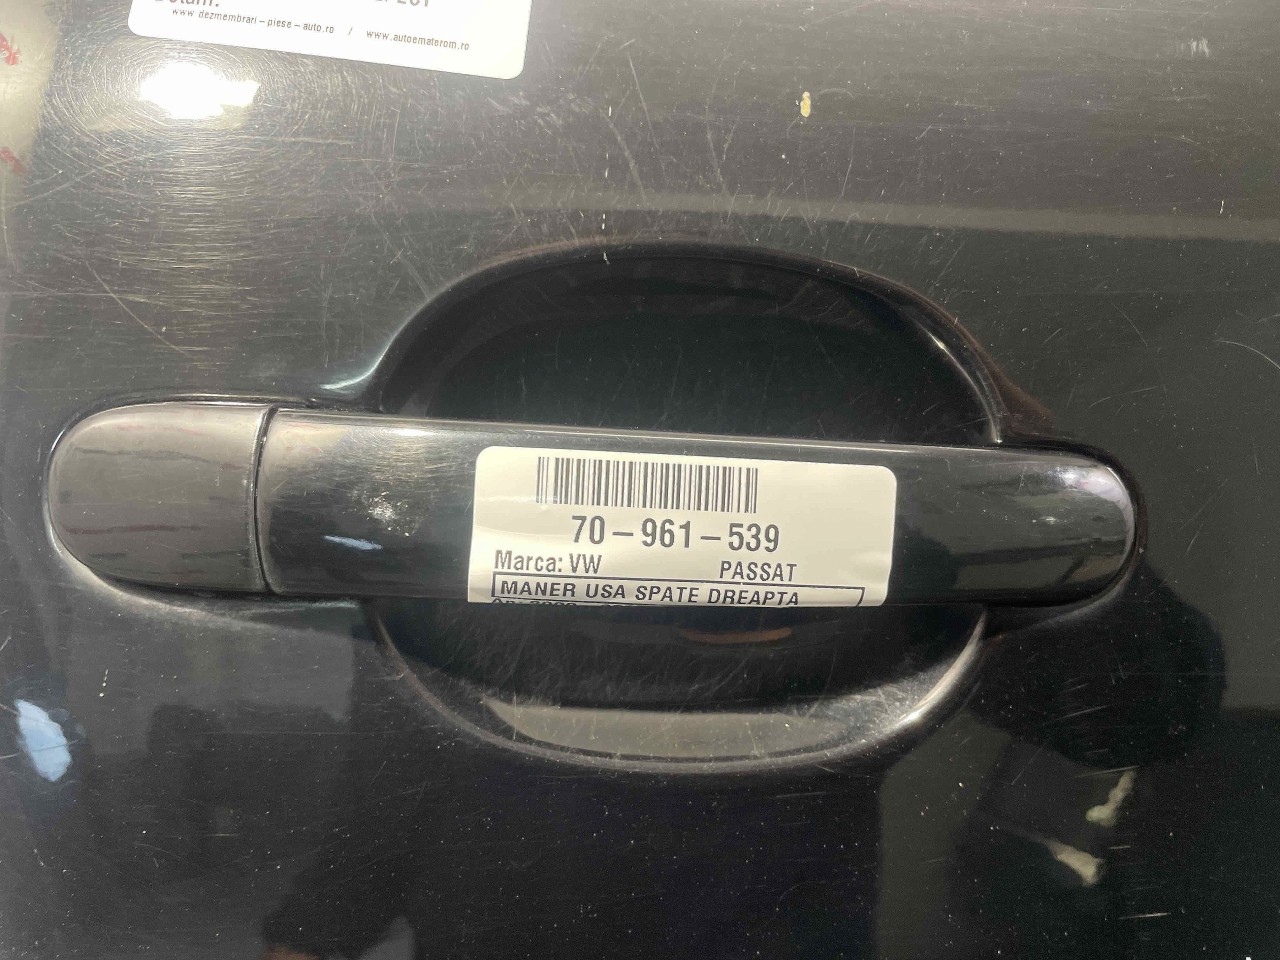 www.dezmembrari-piese-auto.ro / www.autoematerom.ro
70-961-539
Marca: VW PASSAT
MANER USA SPATE DREAPTA